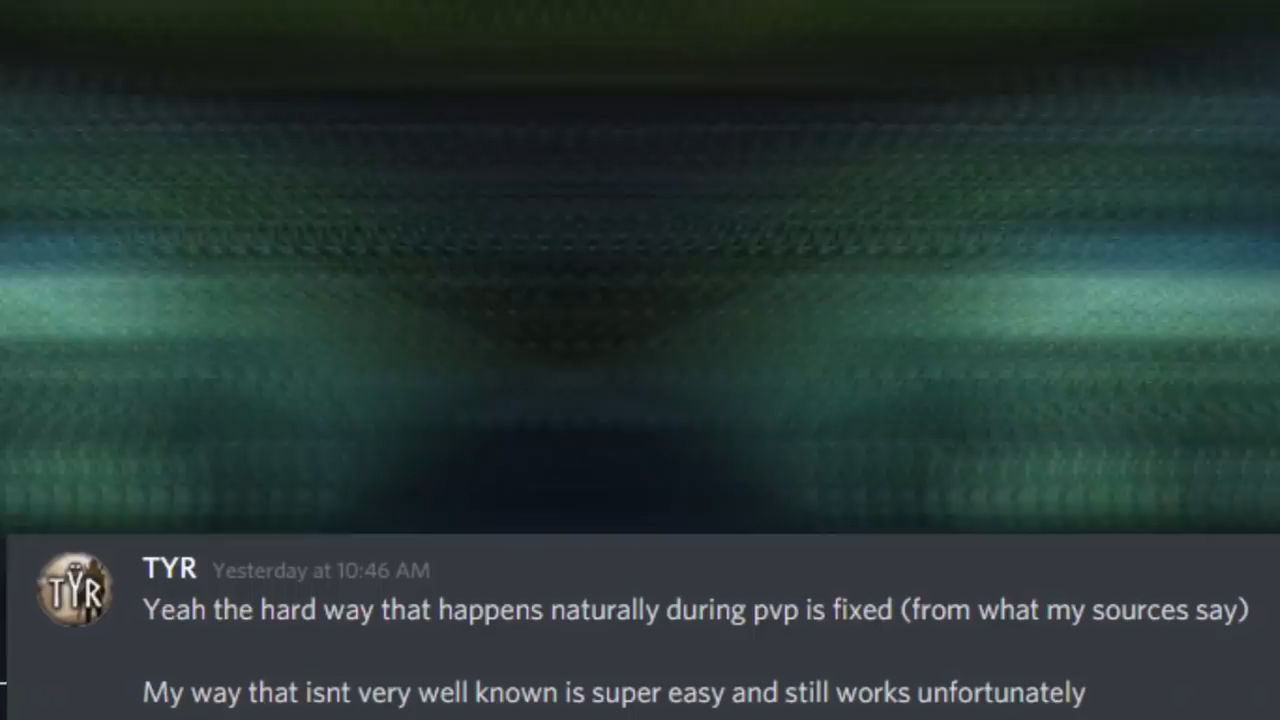 TYR
TYR Yesterday at 10:46 AM
Yeah the hard way that happens naturally during pvp is fixed (from what my sources say)
My way that isnt very well known is super easy and still works unfortunately